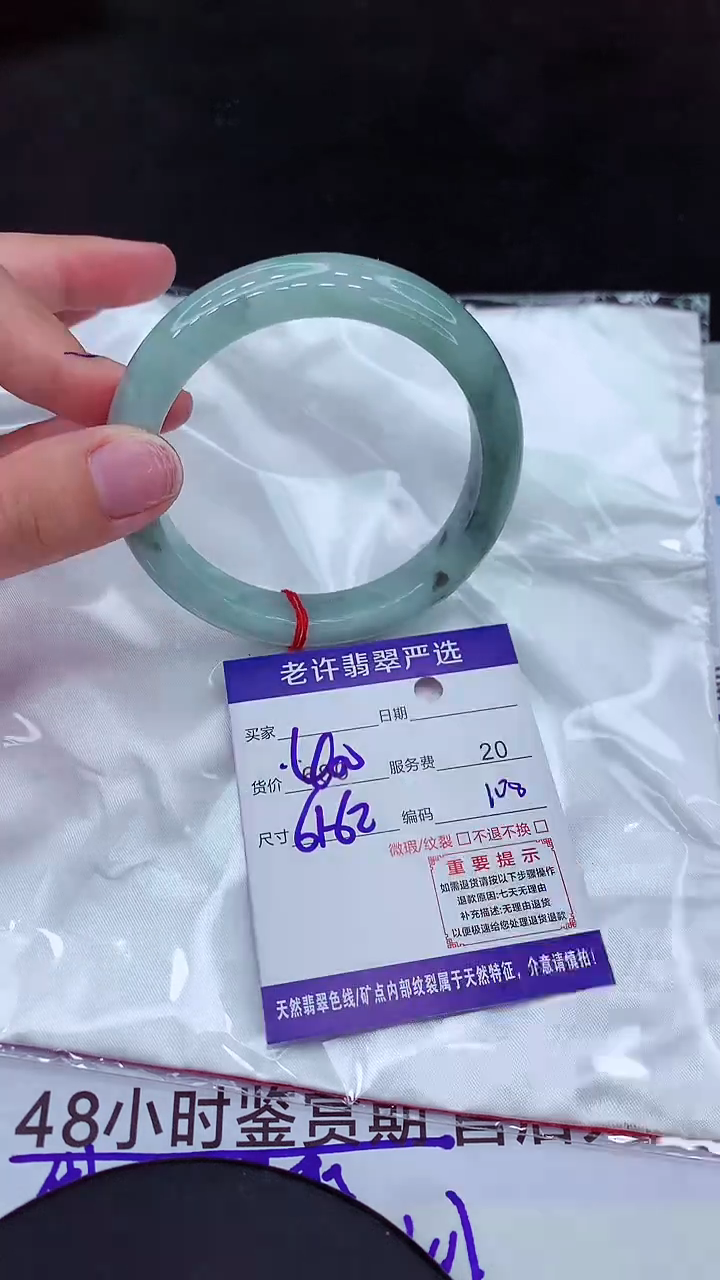 老许翡翠严选
买家 日期
货价 服务费 20
尺寸 61-62 编码 108
微瑕/纹裂 □ 不退不换 □
重要提示
如需退货请按以下步骤操作
退款原因:七天无理由
补充描述:无理由退货
以便极速给您处理退货退款
天然翡翠色线/矿点内部纹裂属于天然特征，介意请慎拍!
48小时鉴赏期